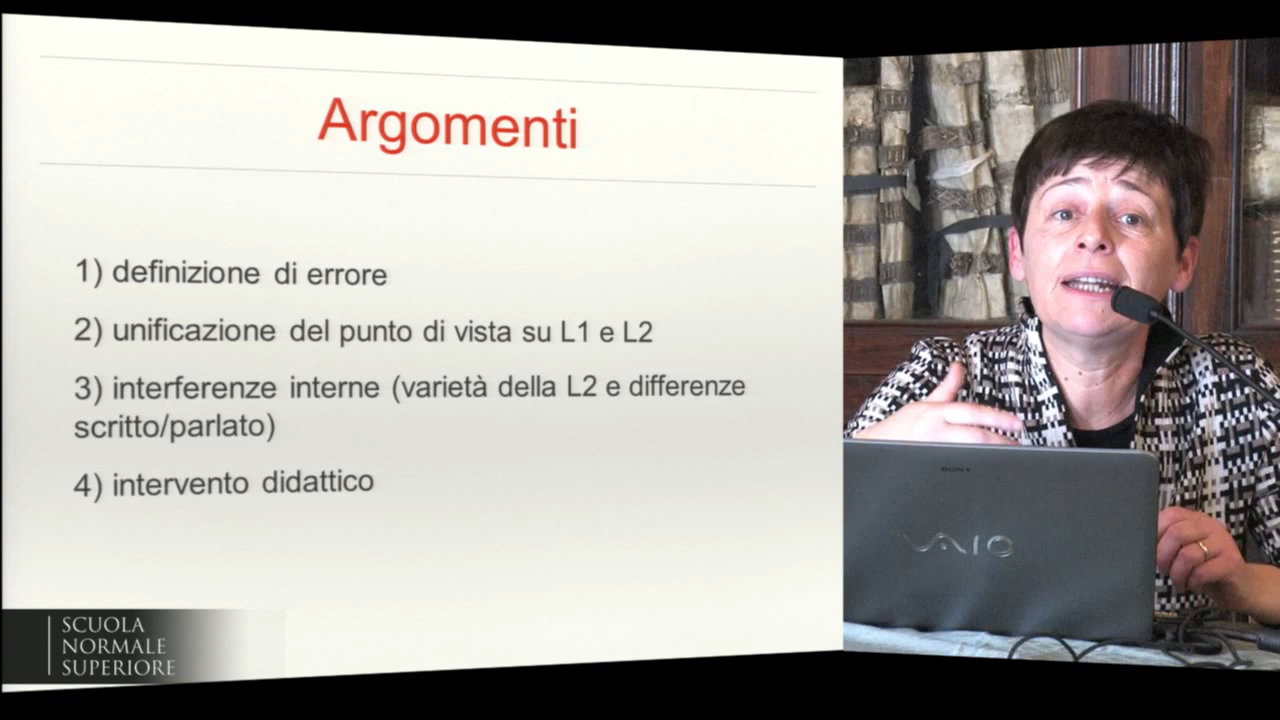 Argomenti
1) definizione di errore
2) unificazione del punto di vista su L1 e L2
3) interferenze interne (varietà della L2 e differenze
scritto/parlato)
4) intervento didattico
SCUOLA
NORMALE
SUPERIORE
SONY
VAIO